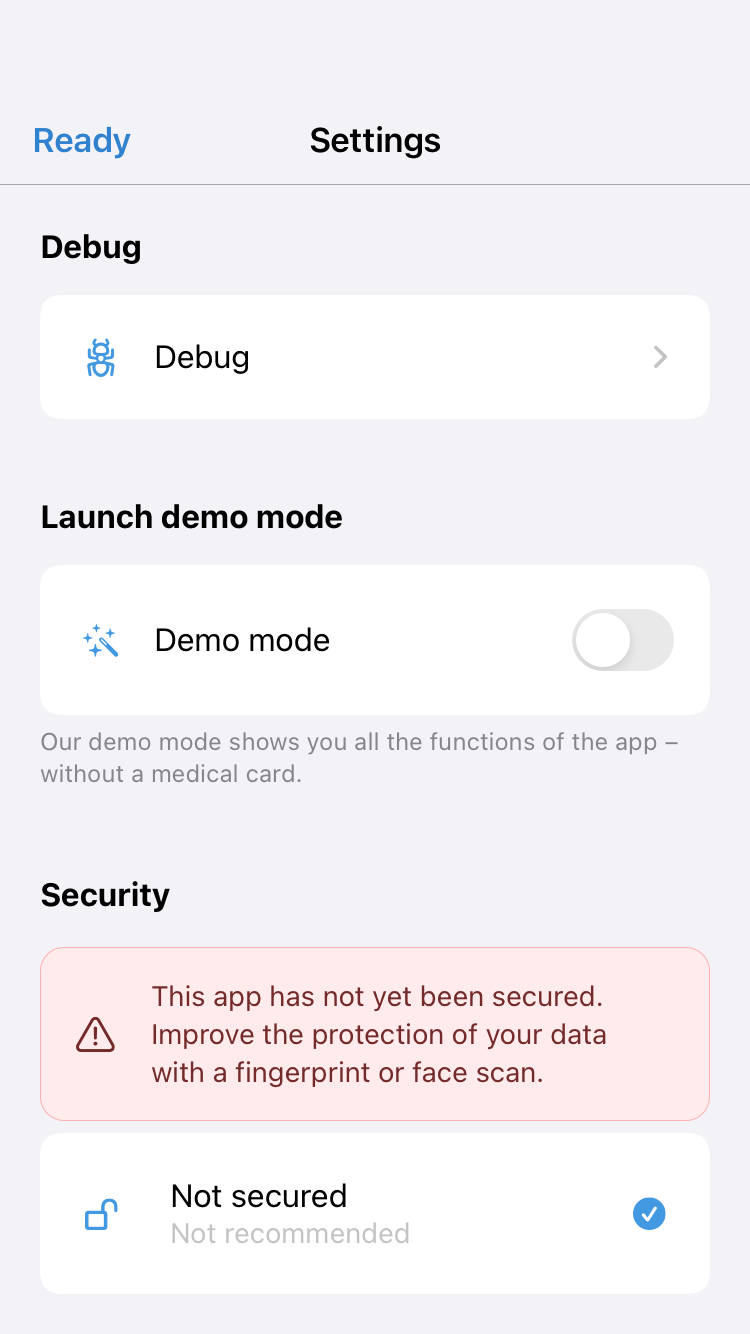 Ready
Settings
Debug
Debug
Launch demo mode
Demo mode
Our demo mode shows you all the functions of the app –
without a medical card.
Security
This app has not yet been secured.
Improve the protection of your data
with a fingerprint or face scan.
Not secured
Not recommended